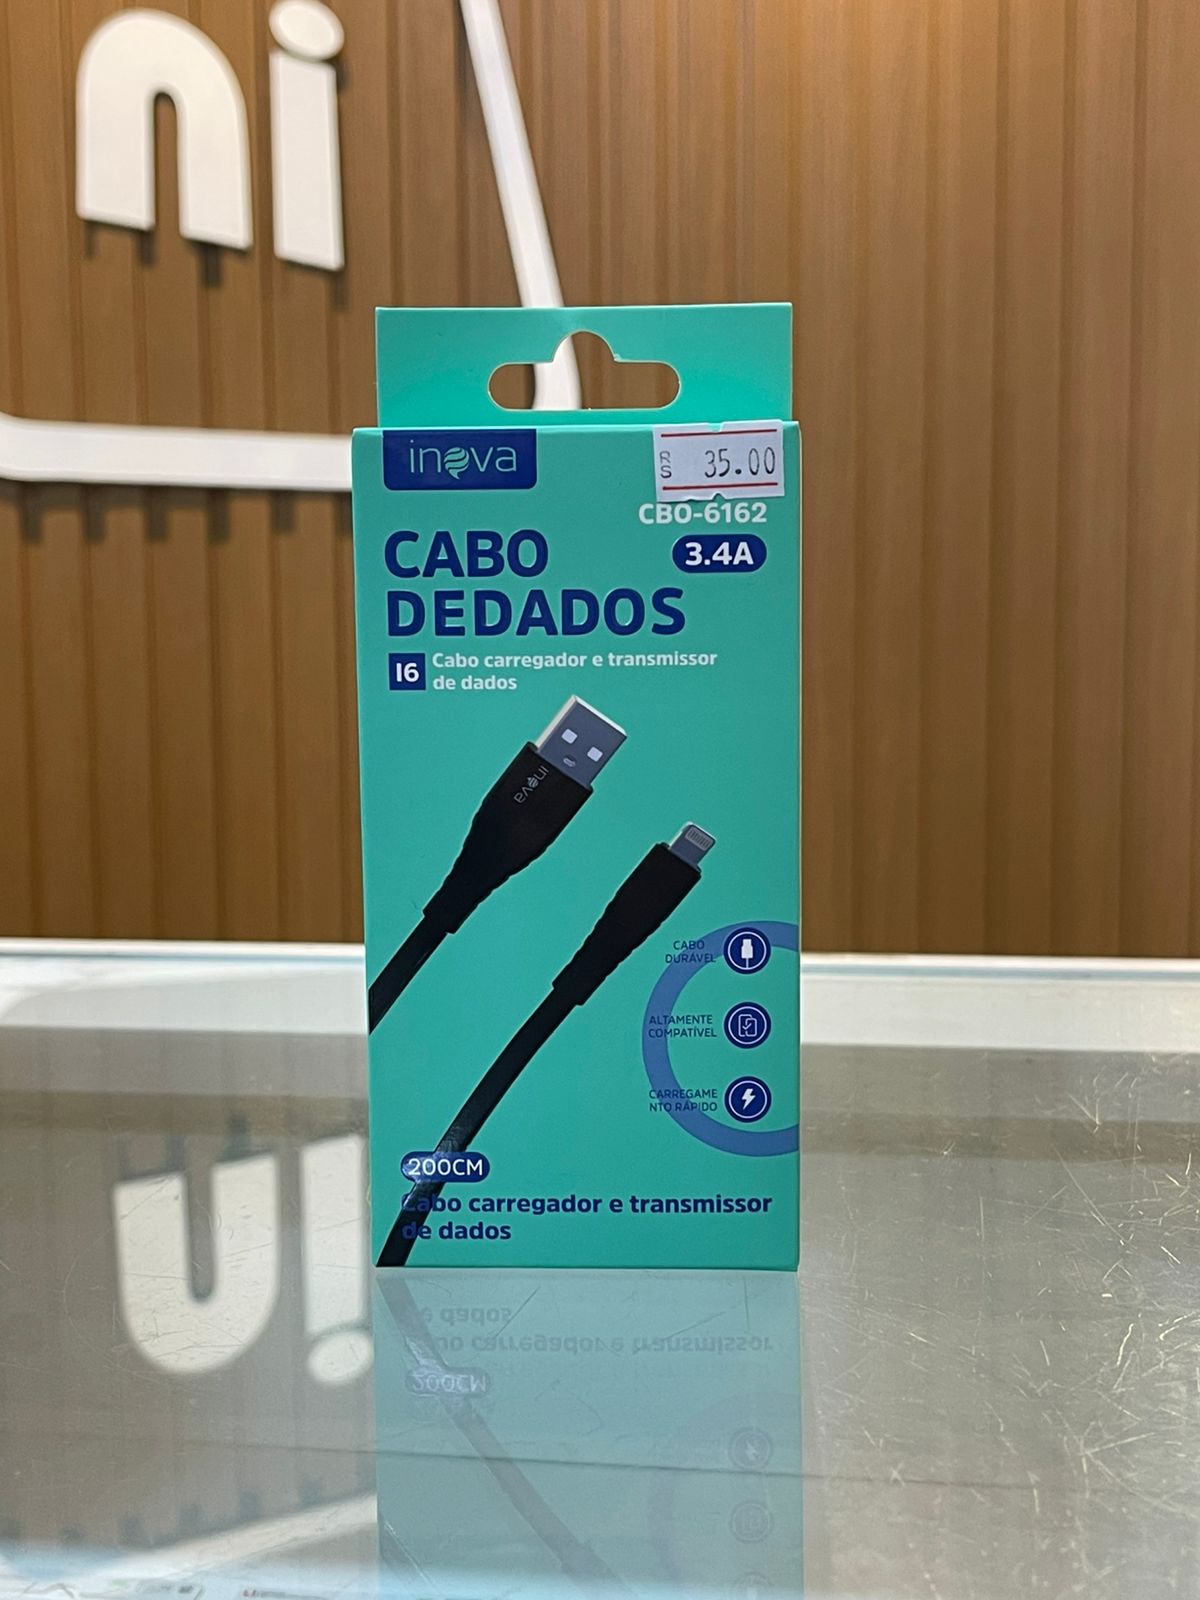 ni
inova
R$ 35.00
CBO-6162
3.4A
CABO
DEDADOS
I6
Cabo carregador e transmissor
de dados
inova
CABO
DURÁVEL
ALTAMENTE
COMPATÍVEL
CARREGAME
NTO RÁPIDO
200CM
Cabo carregador e transmissor
de dados